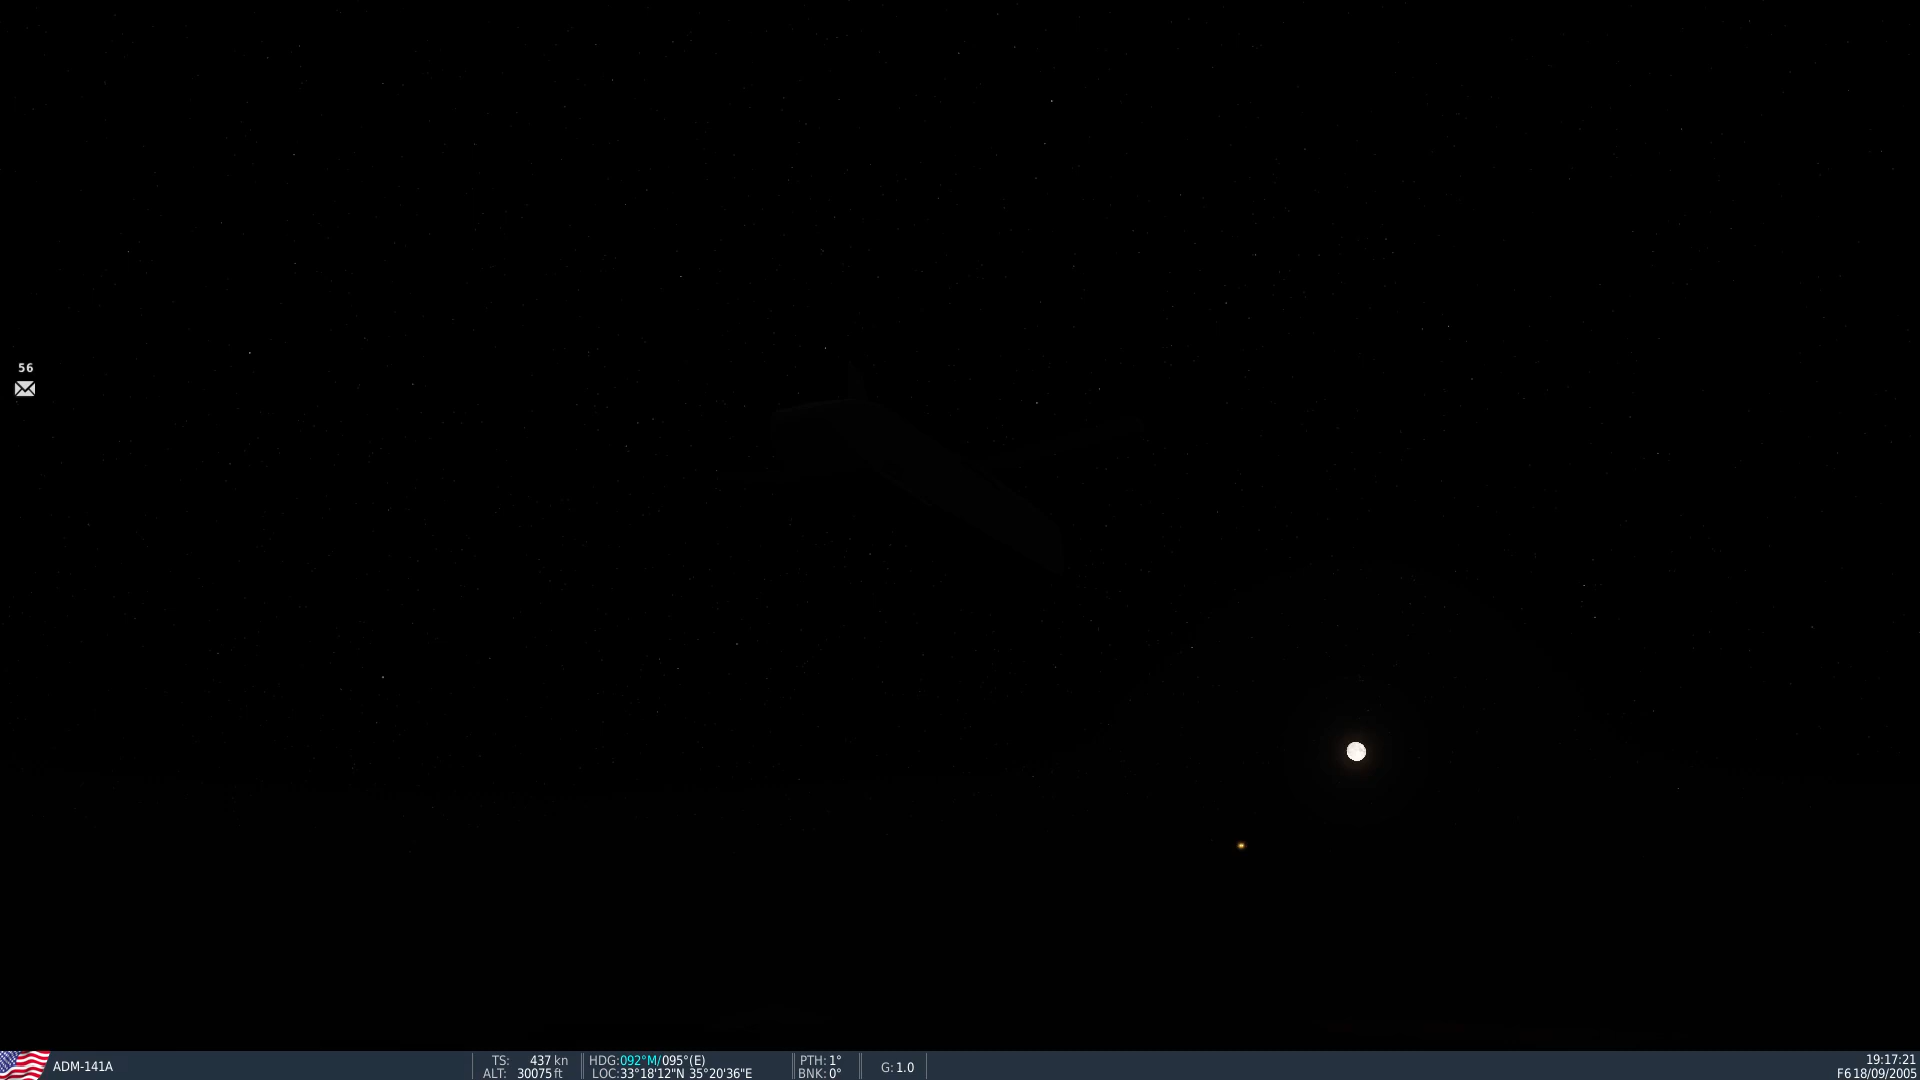 56
ADM-141A
TS: 437 kn
ALT: 30075 ft
HDG:092°M/095°(E)
LOC:33°18'12"N 35°20'36"E
PTH: 1°
BNK: 0°
G: 1.0
19:17:21
F6 18/09/2005